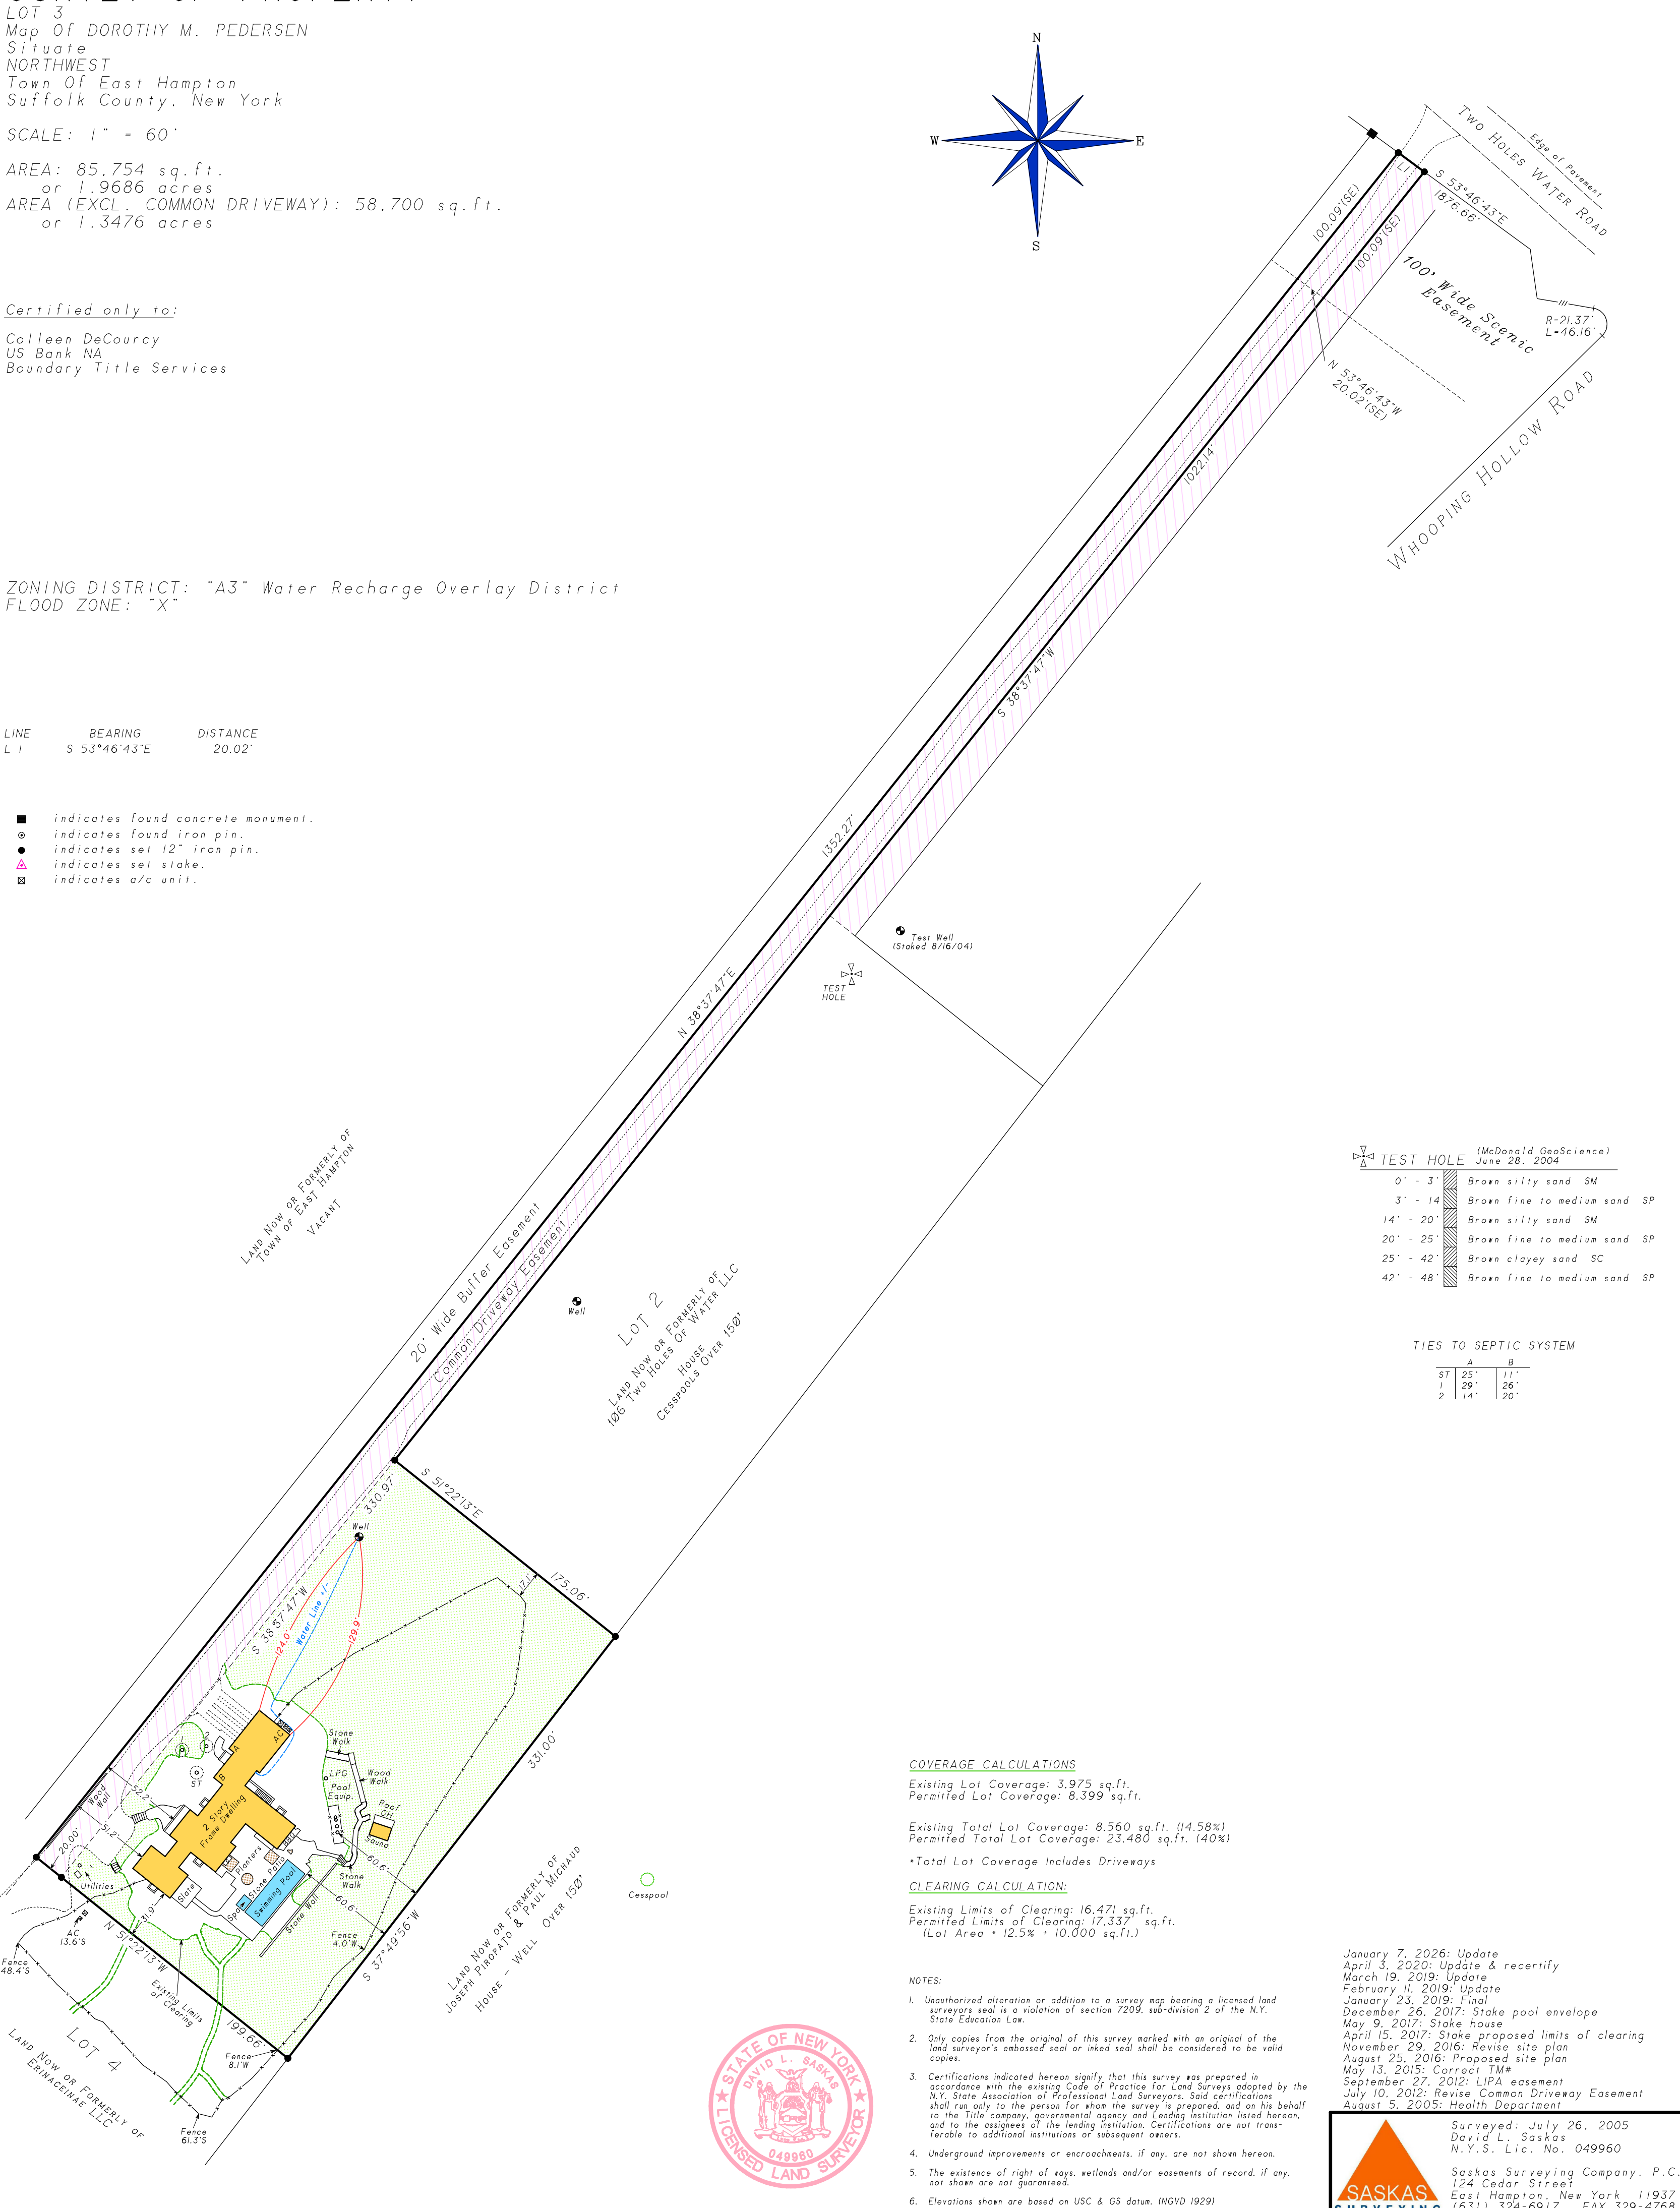 LOT 3
Map Of DOROTHY M. PEDERSEN
Situate
NORTHWEST
Town Of East Hampton
Suffolk County, New York
SCALE: 1" = 60'
AREA: 85,754 sq.ft.
or 1.9686 acres
AREA (EXCL. COMMON DRIVEWAY): 58,700 sq.ft.
or 1.3476 acres
Certified only to:
Colleen DeCourcy
US Bank NA
Boundary Title Services
ZONING DISTRICT: "A3" Water Recharge Overlay District
FLOOD ZONE: "X"
LINE BEARING DISTANCE
L 1 S 53°46'43"E 20.02'
indicates found concrete monument.
indicates found iron pin.
indicates set 12" iron pin.
indicates set stake.
indicates a/c unit.
N
W E
S
TWO HOLES WATER ROAD
Edge of Pavement
L1
S 53°46'43"E
1876.66'
100.09'(SE)
100.09'(SE)
100' Wide Scenic
Easement
R=21.37'
L=46.16'
N 53°46'43"W
20.02'(SE)
WHOOPING HOLLOW ROAD
1022.14'
S 38°37'47"W
1352.27'
N 38°37'47"E
Test Well
(Staked 8/16/04)
TEST
HOLE
LAND NOW OR FORMERLY OF
TOWN OF EAST HAMPTON
VACANT
20' Wide Buffer Easement
Common Driveway Easement
Well
LOT 2
LAND NOW OR FORMERLY OF
106 TWO HOLES OF WATER LLC
HOUSE
CESSPOOLS OVER 150'
TEST HOLE (McDonald GeoScience)
June 28, 2004
0' - 3' Brown silty sand SM
3' - 14 Brown fine to medium sand SP
14' - 20' Brown silty sand SM
20' - 25' Brown fine to medium sand SP
25' - 42' Brown clayey sand SC
42' - 48' Brown fine to medium sand SP
TIES TO SEPTIC SYSTEM
A B
ST 25' 11'
1 29' 26'
2 14' 20'
S 51°22'13"E
175.06'
330.97'
S 38°37'47"W
Well
Water Line +/-
124.0'
129.9'
17.1'
331.00'
S 37°49'56"W
Stone
Walk
LPG
Pool
Equip.
Wood
Walk
Roof
OH
Sauna
1
2
ST
A
B
AC
52.2'
51.2'
Wood
Wall
20.00'
2 Story
Frame Dwelling
BBQ
Planters
Stone Patio
Swimming Pool
Spa
Slate
Stone Wall
Stone
Walk
60.6'
60.6'
Utilities
31.9'
AC
13.6'S
Fence
48.4'S
N 51°22'13"W
199.66'
Existing Limits
of Clearing
Fence
4.0'W
Fence
8.1'W
Fence
61.3'S
LOT 4
LAND NOW OR FORMERLY OF
ERINACEINAE LLC
LAND NOW OR FORMERLY OF
JOSEPH PIROPATO & PAUL MICHAUD
HOUSE - WELL OVER 150'
Cesspool
COVERAGE CALCULATIONS
Existing Lot Coverage: 3,975 sq.ft.
Permitted Lot Coverage: 8,399 sq.ft.
Existing Total Lot Coverage: 8,560 sq.ft. (14.58%)
Permitted Total Lot Coverage: 23,480 sq.ft. (40%)
*Total Lot Coverage Includes Driveways
CLEARING CALCULATION:
Existing Limits of Clearing: 16,471 sq.ft.
Permitted Limits of Clearing: 17,337 sq.ft.
(Lot Area * 12.5% + 10,000 sq.ft.)
NOTES:
1. Unauthorized alteration or addition to a survey map bearing a licensed land
surveyors seal is a violation of section 7209, sub-division 2 of the N.Y.
State Education Law.
2. Only copies from the original of this survey marked with an original of the
land surveyor's embossed seal or inked seal shall be considered to be valid
copies.
3. Certifications indicated hereon signify that this survey was prepared in
accordance with the existing Code of Practice for Land Surveys adopted by the
N.Y. State Association of Professional Land Surveyors. Said certifications
shall run only to the person for whom the survey is prepared, and on his behalf
to the Title company, governmental agency and Lending institution listed hereon,
and to the assignees of the lending institution. Certifications are not trans-
ferable to additional institutions or subsequent owners.
4. Underground improvements or encroachments, if any, are not shown hereon.
5. The existence of right of ways, wetlands and/or easements of record, if any,
not shown are not guaranteed.
6. Elevations shown are based on USC & GS datum. (NGVD 1929)
STATE OF NEW YORK
DAVID L. SASKAS
049960
LICENSED LAND SURVEYOR
January 7, 2026: Update
April 3, 2020: Update & recertify
March 19, 2019: Update
February 11, 2019: Update
January 23, 2019: Final
December 26, 2017: Stake pool envelope
May 9, 2017: Stake house
April 15, 2017: Stake proposed limits of clearing
November 29, 2016: Revise site plan
August 25, 2016: Proposed site plan
May 13, 2015: Correct TM#
September 27, 2012: LIPA easement
July 10, 2012: Revise Common Driveway Easement
August 5, 2005: Health Department
Surveyed: July 26, 2005
David L. Saskas
N.Y.S. Lic. No. 049960
Saskas Surveying Company, P.C.
124 Cedar Street
East Hampton, New York 11937
(631) 324-6917 FAX 329-4768
SASKAS